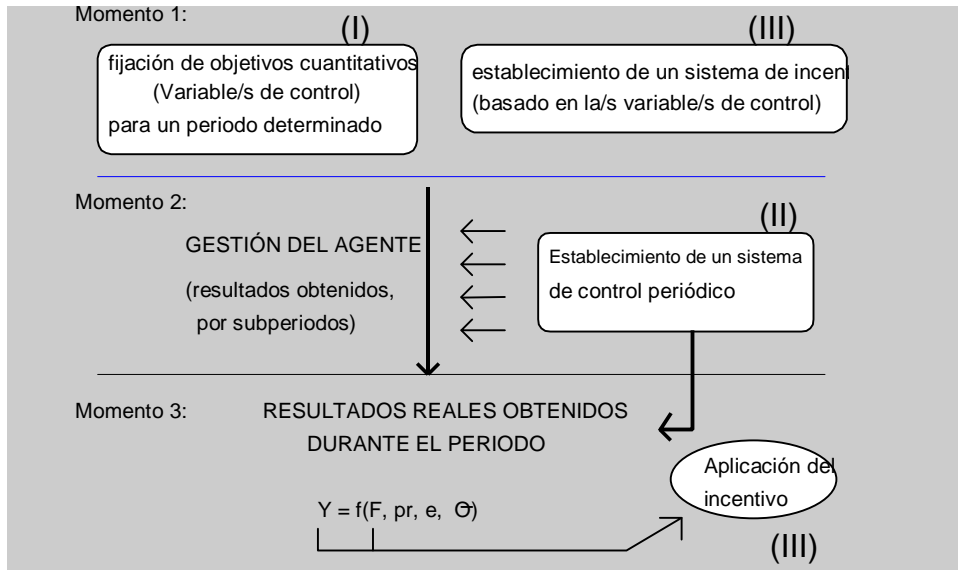 Momento 1:
(I)
fijación de objetivos cuantitativos
(Variable/s de control)
para un periodo determinado
(III)
establecimiento de un sistema de incen
(basado en la/s variable/s de control)
Momento 2:
GESTIÓN DEL AGENTE
(resultados obtenidos,
por subperiodos)
(II)
Establecimiento de un sistema
de control periódico
Momento 3:
RESULTADOS REALES OBTENIDOS
DURANTE EL PERIODO
Aplicación del
incentivo
(III)
Y = f(F, pr, e,